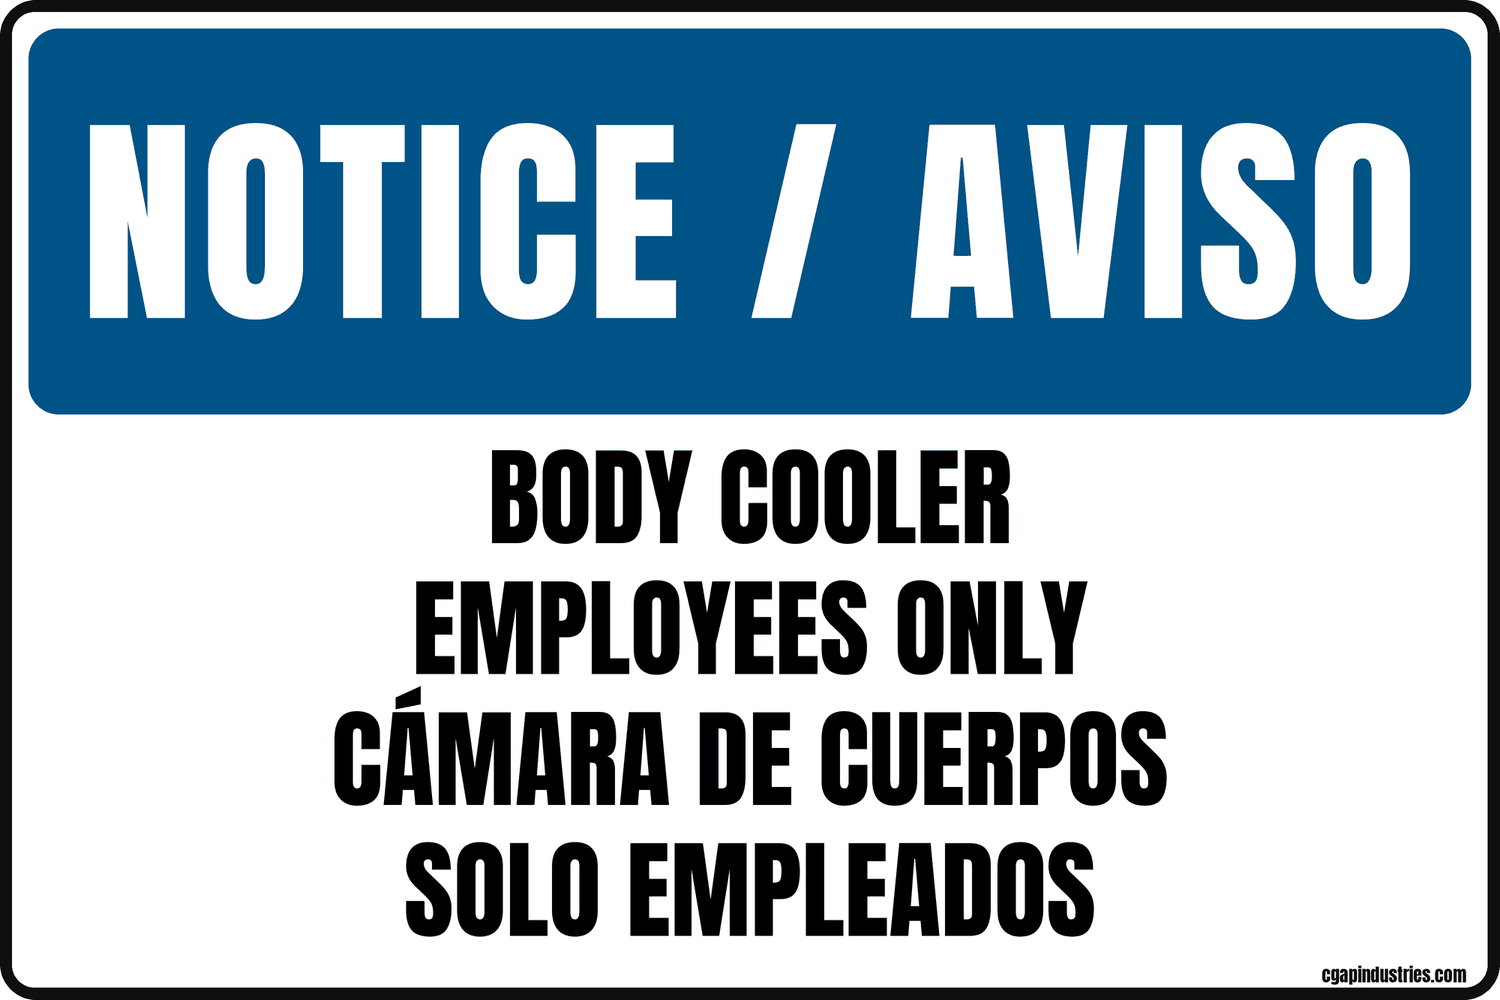 NOTICE / AVISO
BODY COOLER
EMPLOYEES ONLY
CÁMARA DE CUERPOS
SOLO EMPLEADOS
cgapindustries.com